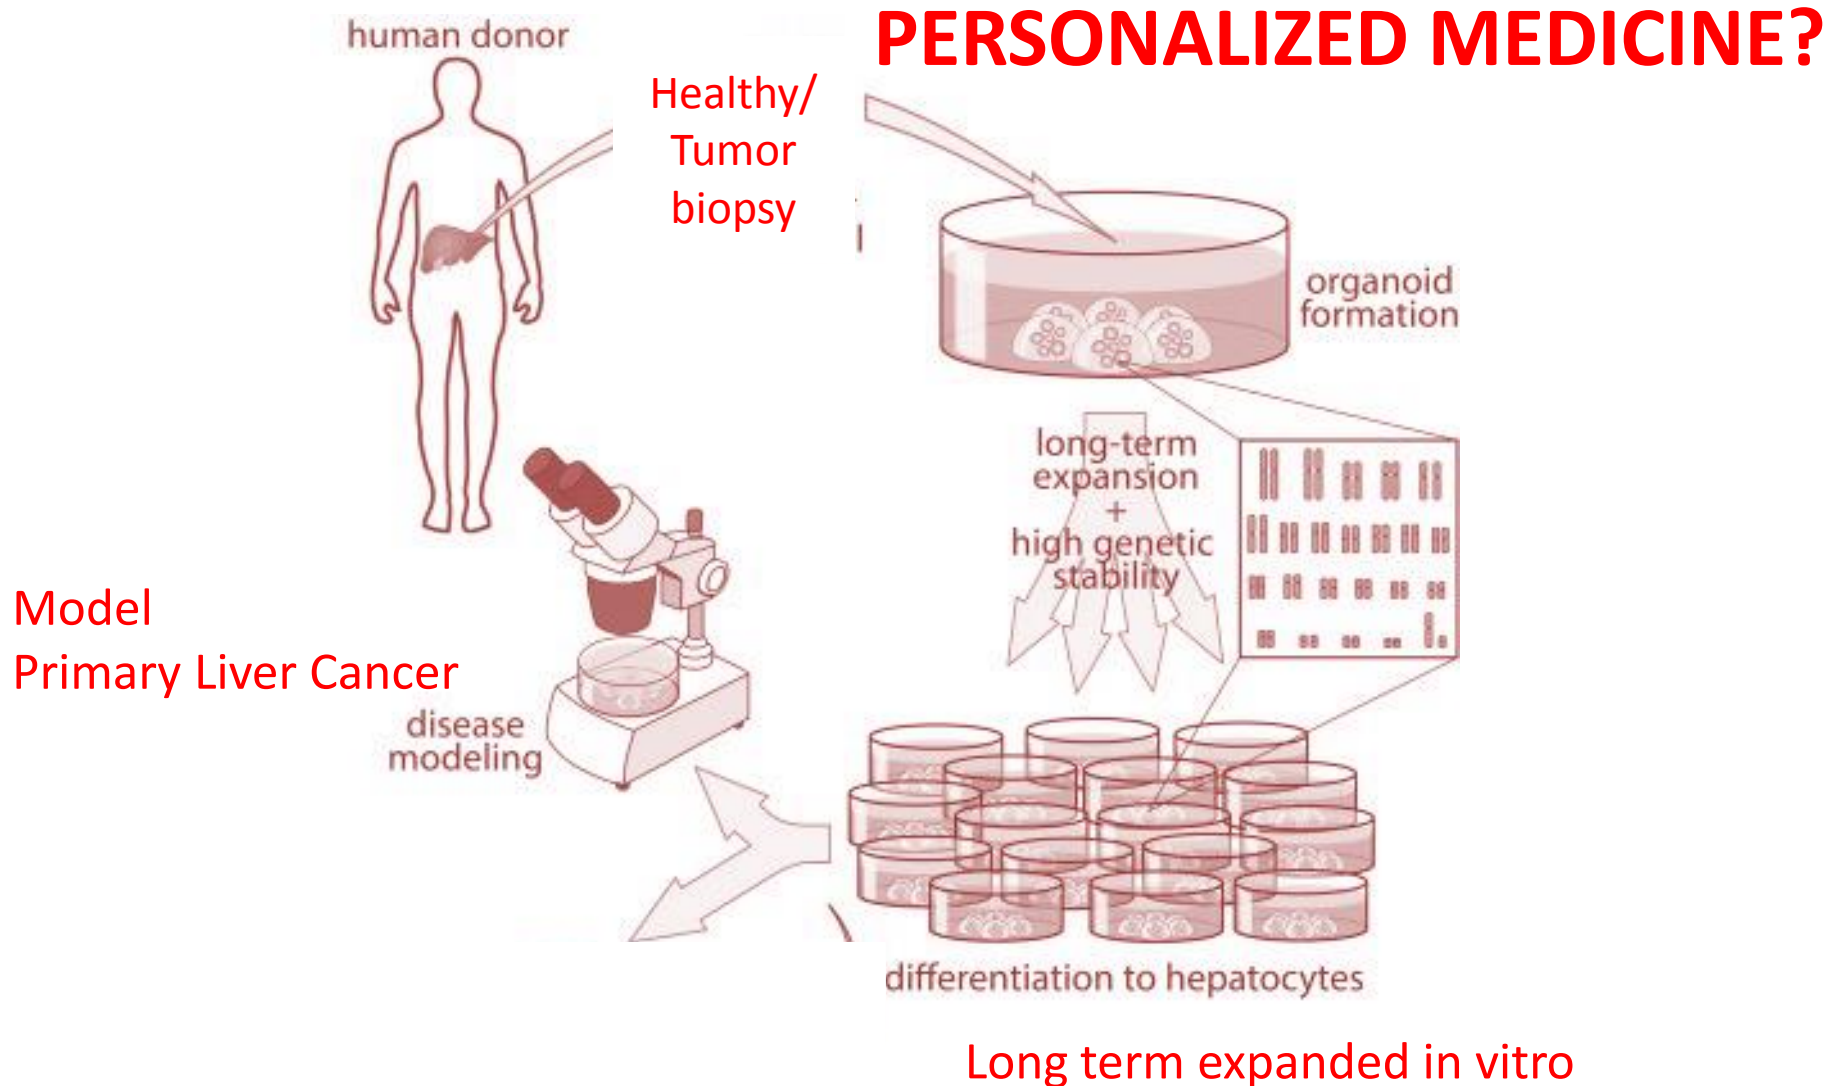 PERSONALIZED MEDICINE?
human donor
Healthy/
Tumor
biopsy
organoid
formation
long-term
expansion
+
high genetic
stability
Model
Primary Liver Cancer
disease
modeling
differentiation to hepatocytes
Long term expanded in vitro